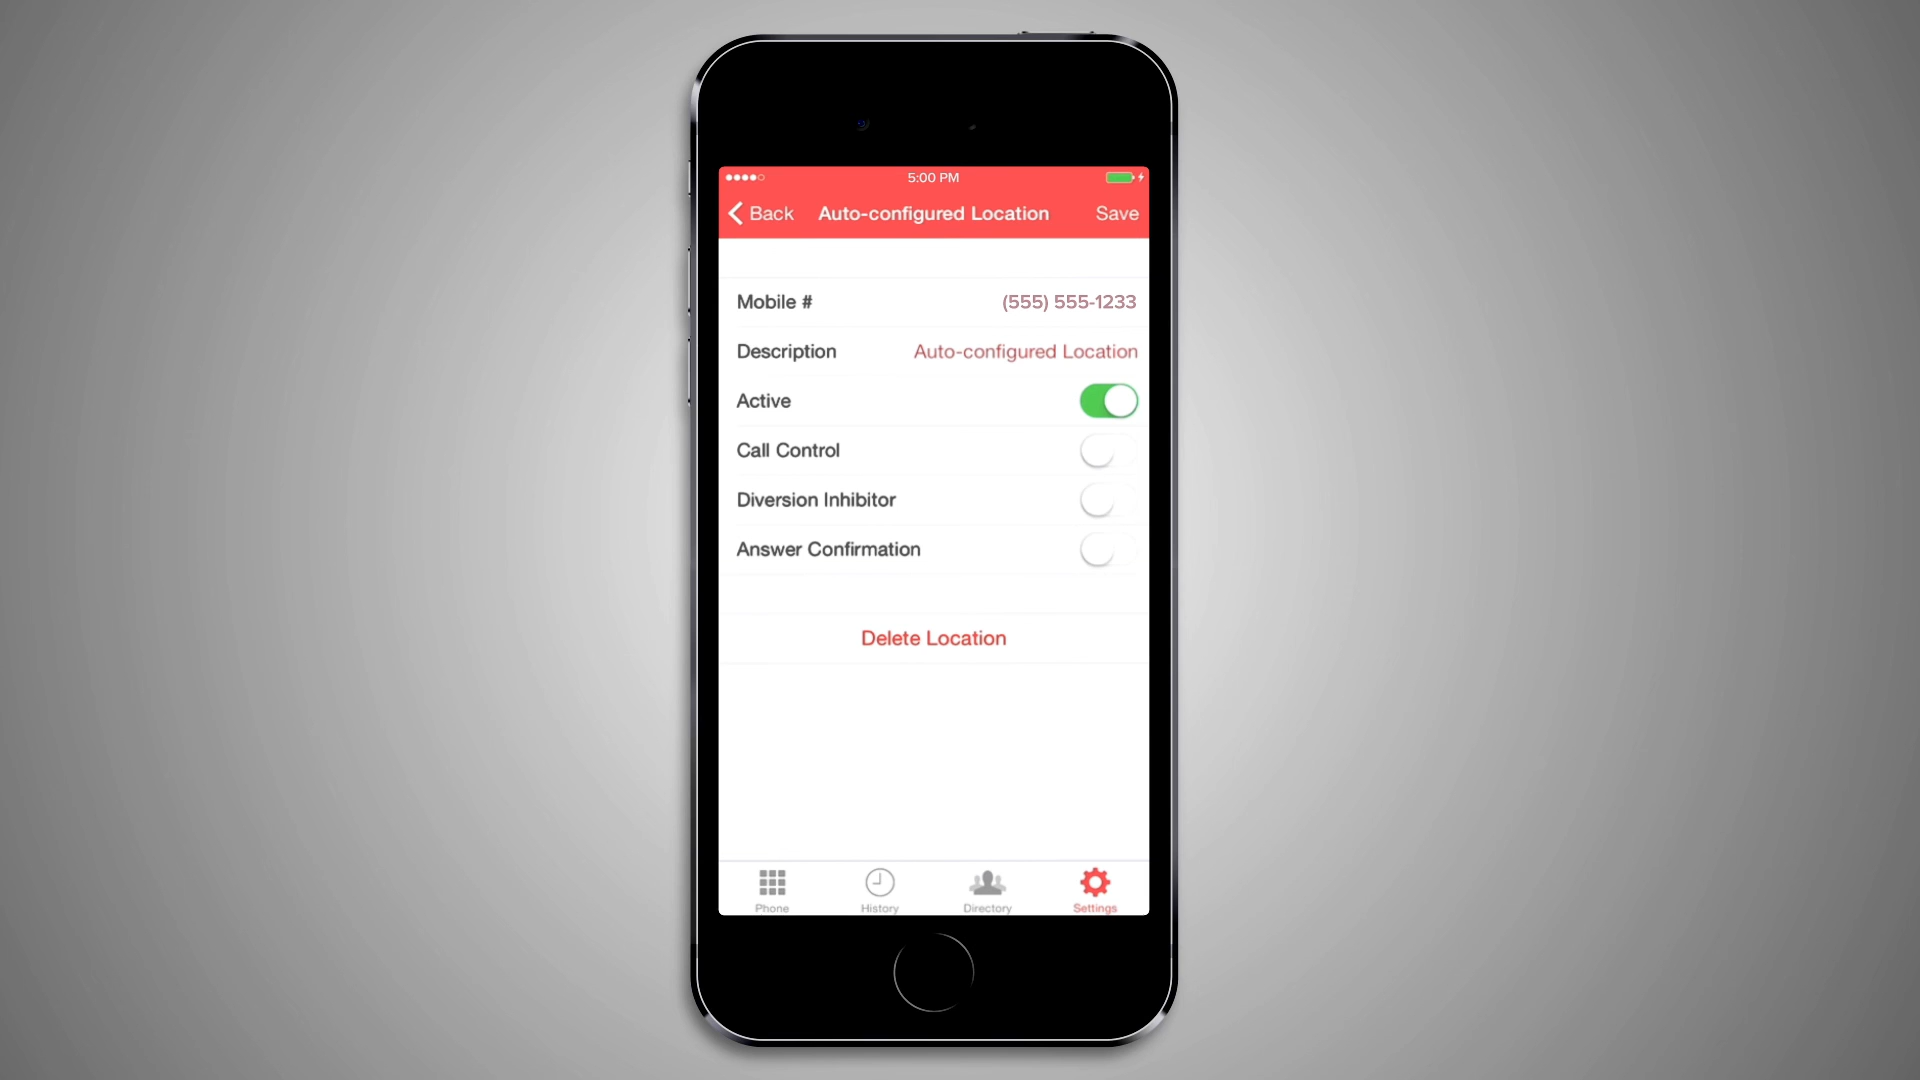 5:00 PM
Back Auto-configured Location Save
Mobile # (555) 555-1233
Description Auto-configured Location
Active
Call Control
Diversion Inhibitor
Answer Confirmation
Delete Location
Phone History Directory Settings